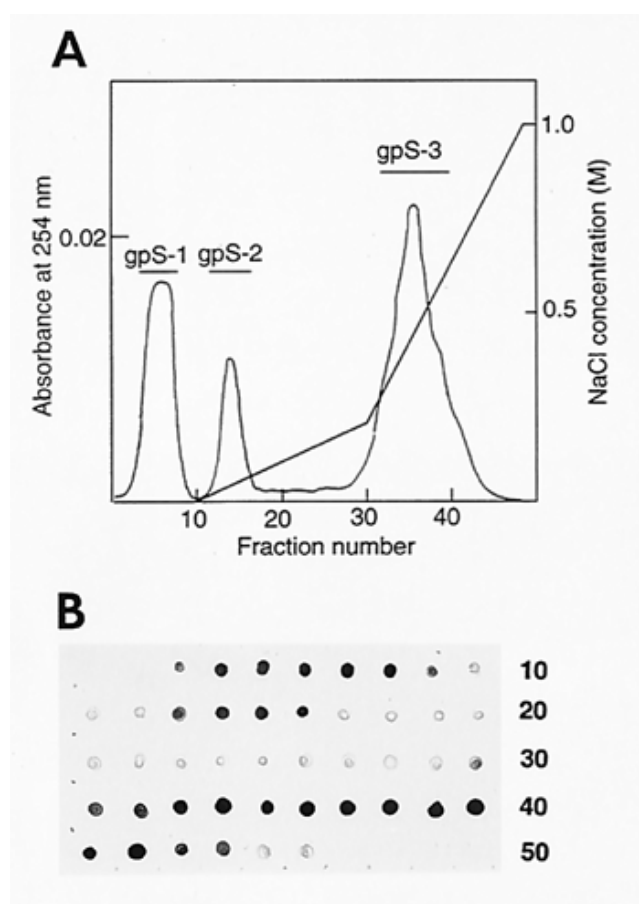 A
Absorbance at 254 nm
0.02
gpS-1
gpS-2
gpS-3
1.0
0.5
NaCl concentration (M)
10 20 30 40
Fraction number
B
10
20
30
40
50